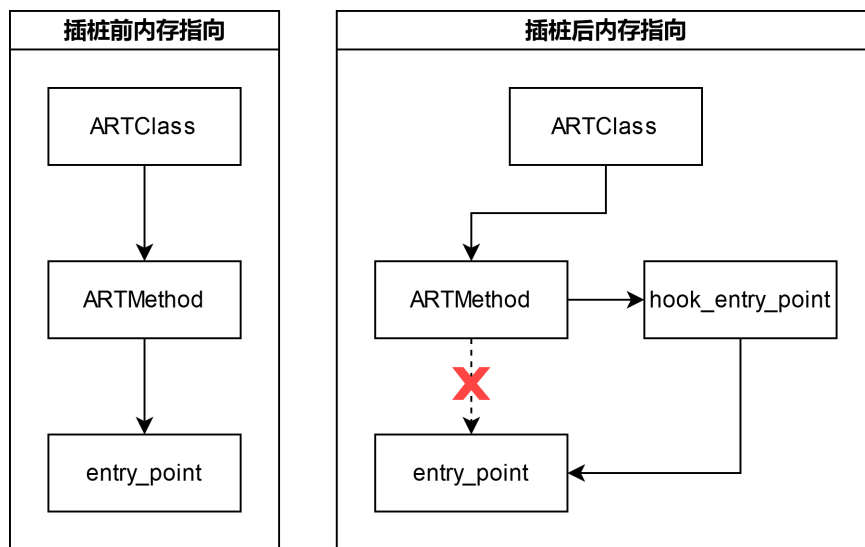 插桩前内存指向
ARTClass
ARTMethod
entry_point
插桩后内存指向
ARTClass
ARTMethod
hook_entry_point
entry_point